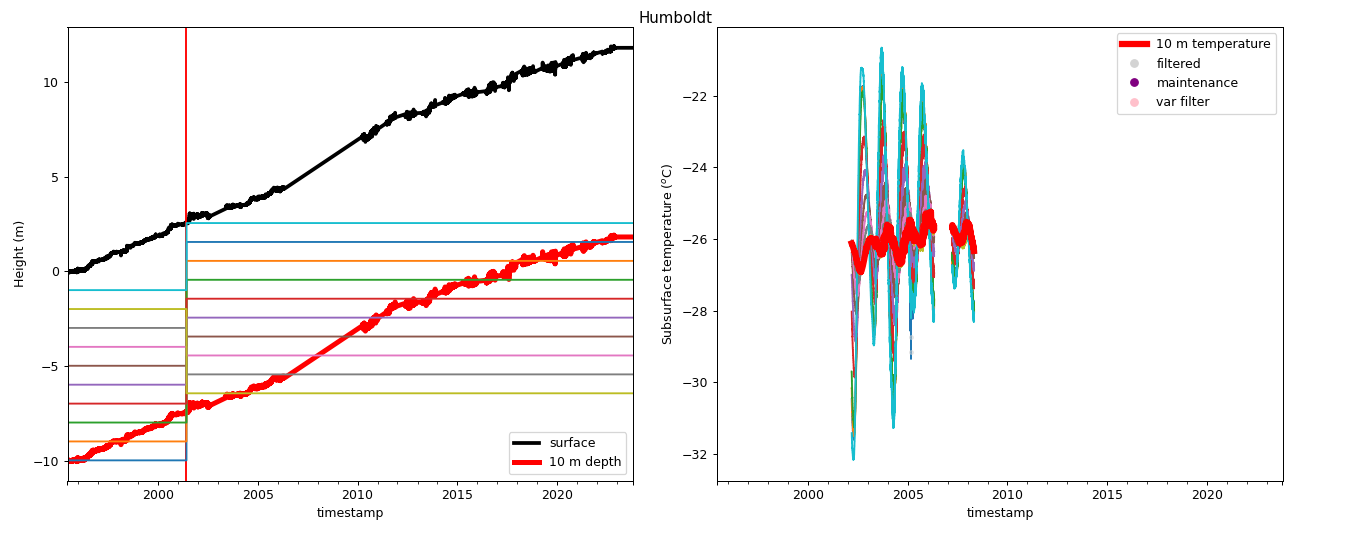 Humboldt
Height (m)
10
5
0
−5
−10
2000
2005
2010
2015
2020
timestamp
surface
10 m depth
Subsurface temperature (°C)
−22
−24
−26
−28
−30
−32
2000
2005
2010
2015
2020
timestamp
10 m temperature
filtered
maintenance
var filter